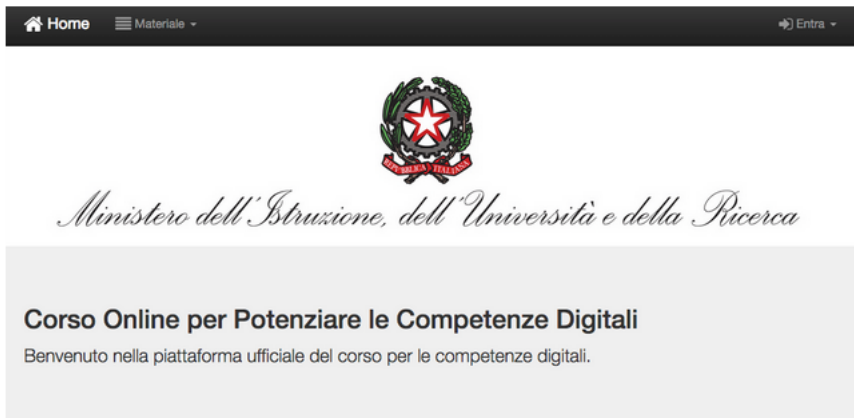 Home Materiale Entra
REPVBBLICA ITALIANA
Ministero dell'Istruzione, dell'Università e della Ricerca
Corso Online per Potenziare le Competenze Digitali
Benvenuto nella piattaforma ufficiale del corso per le competenze digitali.